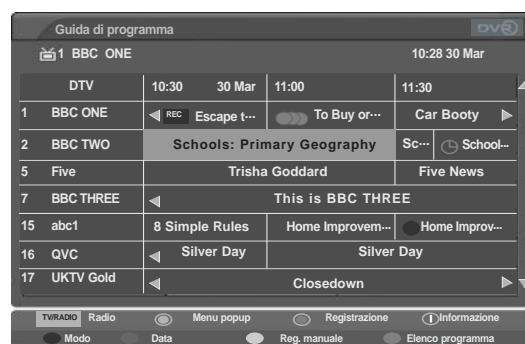 Guida di programma DVR
1 BBC ONE 10:28 30 Mar
DTV 10:30 30 Mar 11:00 11:30
1 BBC ONE REC Escape t··· To Buy or··· Car Booty
2 BBC TWO Schools: Primary Geography Sc··· School···
5 Five Trisha Goddard Five News
7 BBC THREE This is BBC THREE
15 abc1 8 Simple Rules Home Improvem··· Home Improv···
16 QVC Silver Day Silver Day
17 UKTV Gold Closedown
TV/RADIO Radio Menu popup Registrazione Informazione
Modo Data Reg. manuale Elenco programma